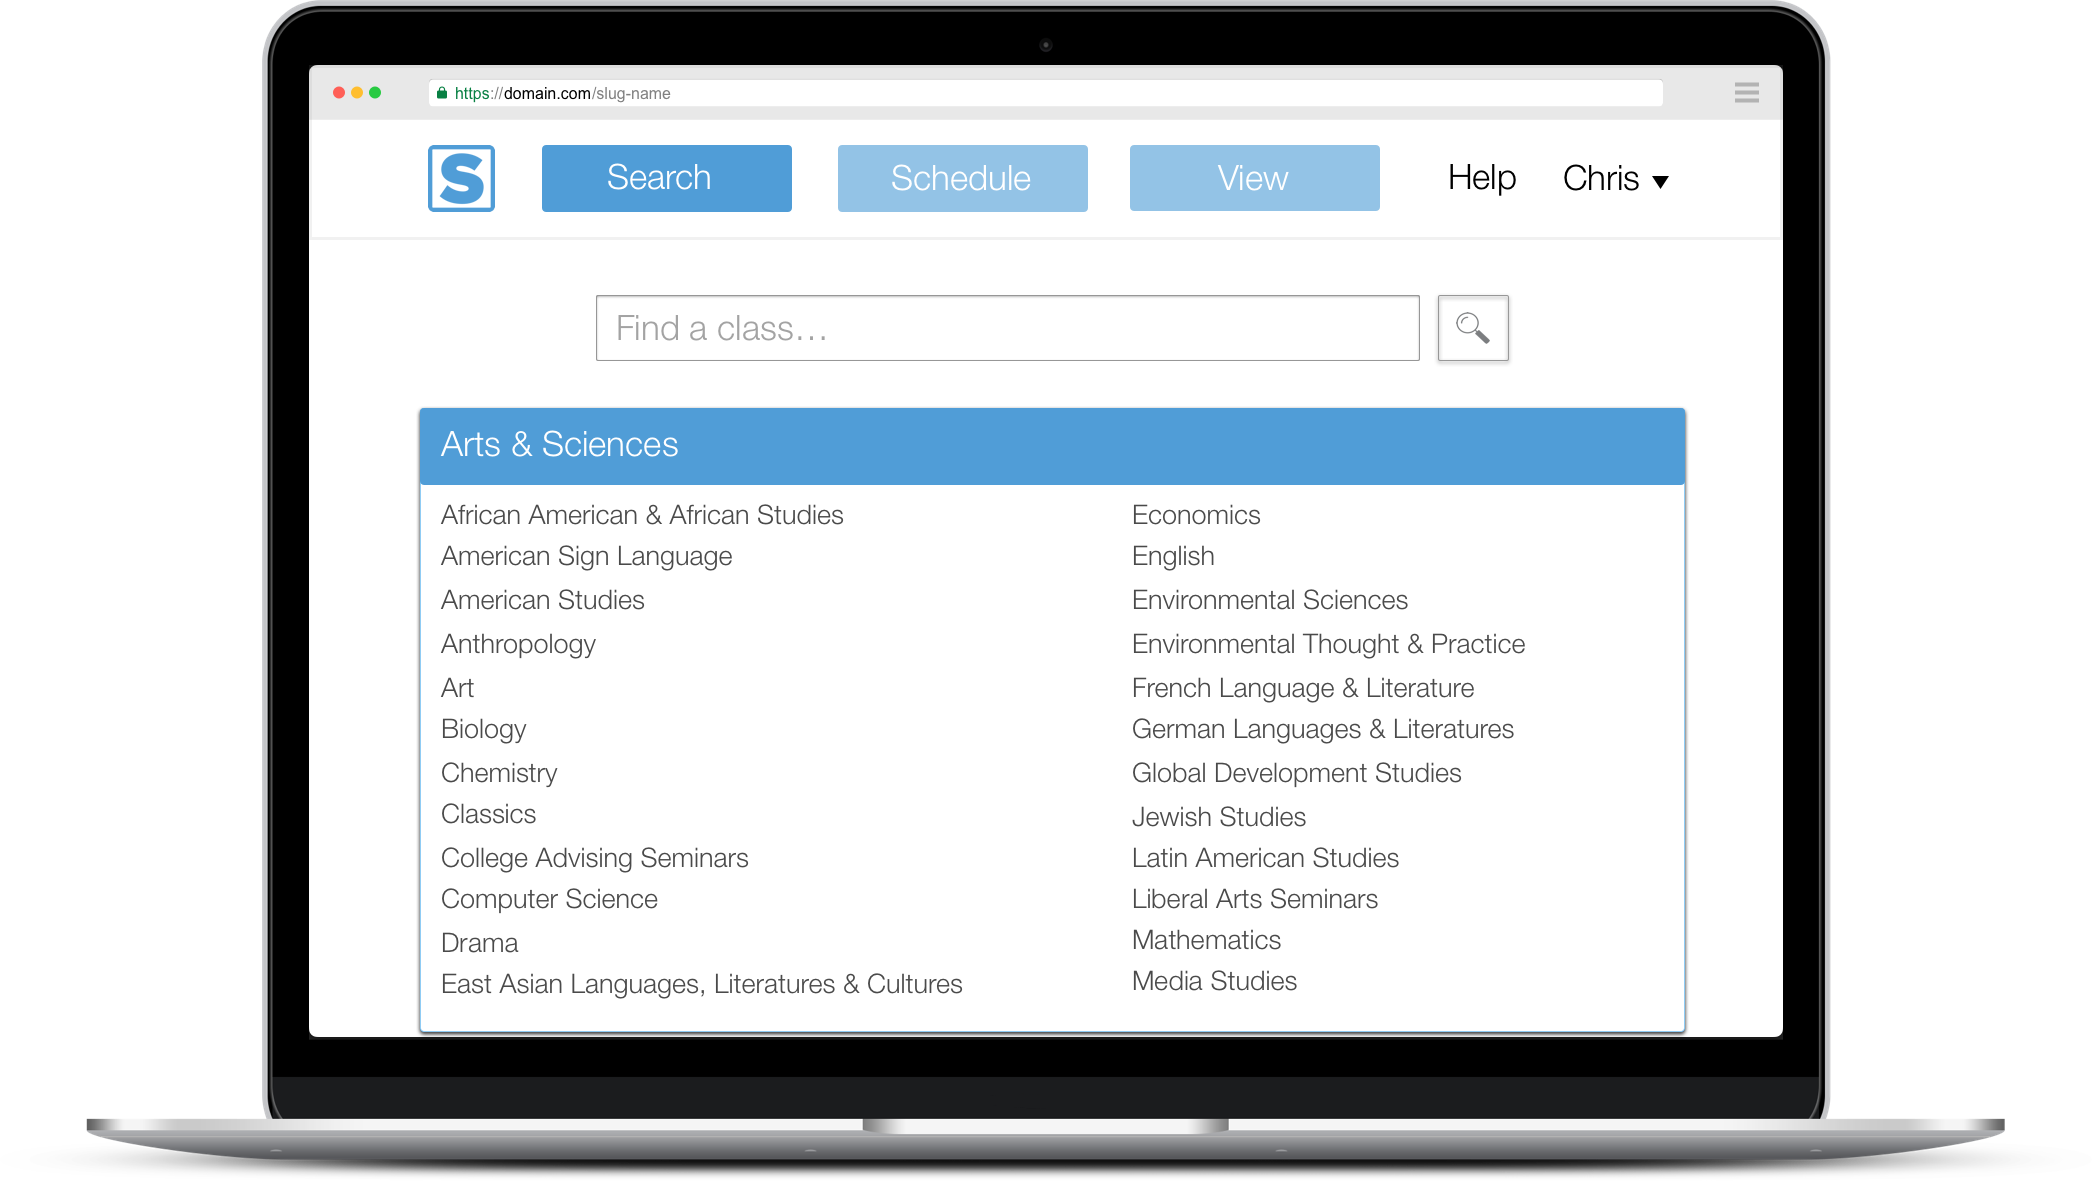 https://domain.com/slug-name
S Search Schedule View Help Chris
Find a class...
Arts & Sciences
African American & African Studies
American Sign Language
American Studies
Anthropology
Art
Biology
Chemistry
Classics
College Advising Seminars
Computer Science
Drama
East Asian Languages, Literatures & Cultures
Economics
English
Environmental Sciences
Environmental Thought & Practice
French Language & Literature
German Languages & Literatures
Global Development Studies
Jewish Studies
Latin American Studies
Liberal Arts Seminars
Mathematics
Media Studies